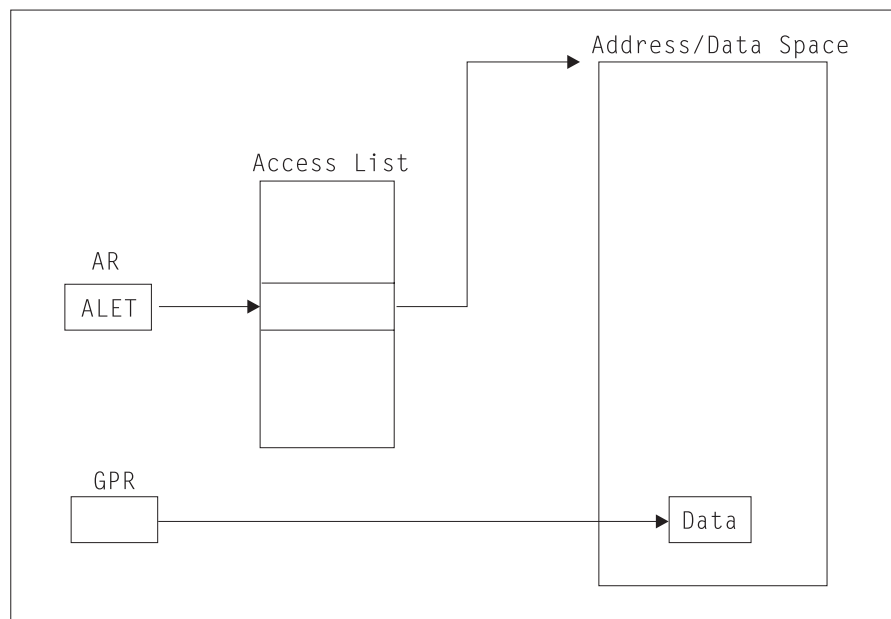 Address/Data Space
Access List
AR
ALET
GPR
Data